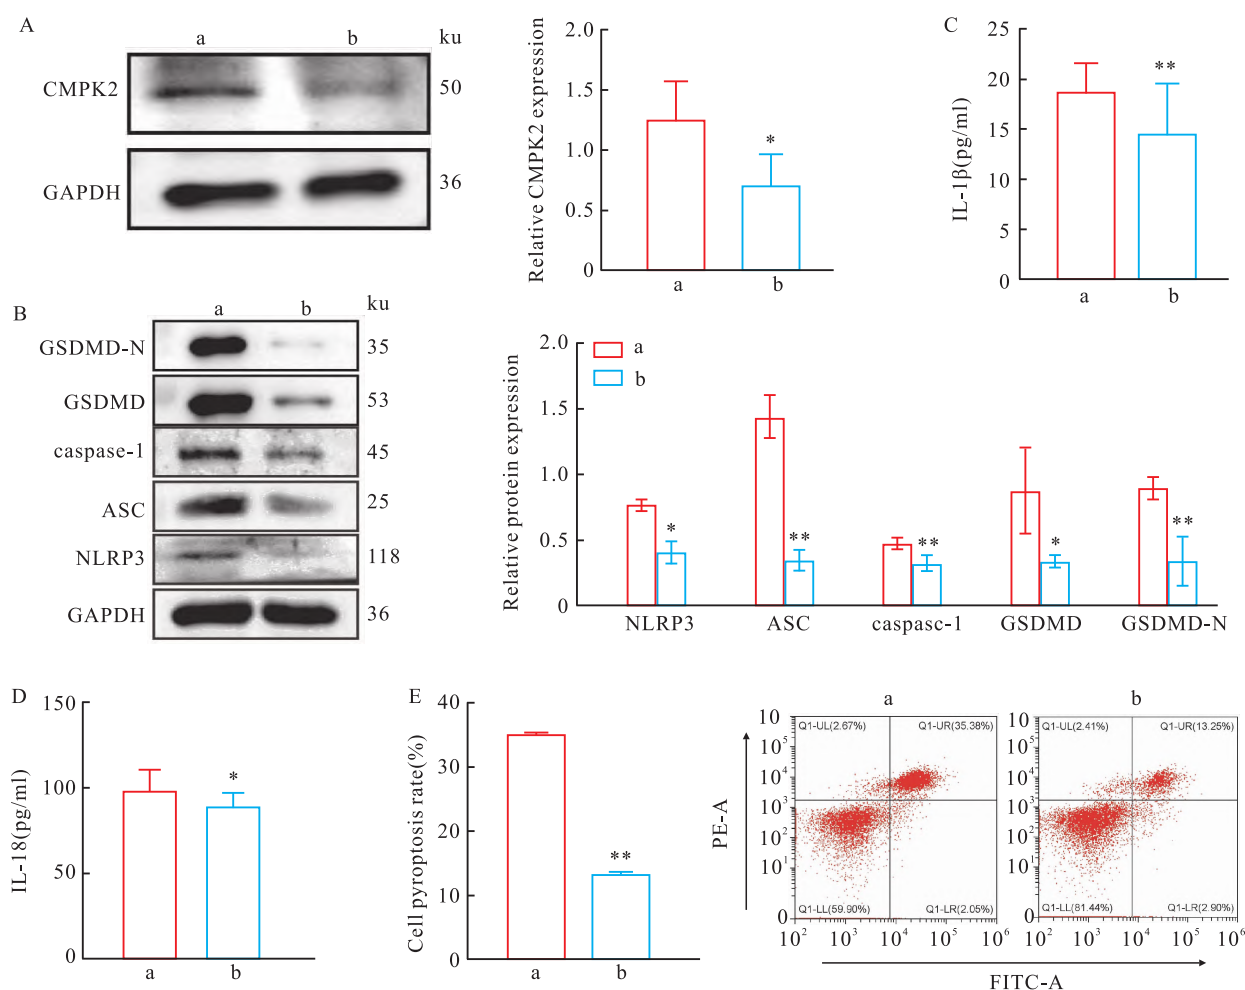 A
a b ku
CMPK2 50
GAPDH 36
Relative CMPK2 expression
2.0
1.5
1.0
0.5
0
*
a b
C
IL-1β(pg/ml)
25
20
15
10
5
0
**
a b
B
a b ku
GSDMD-N 35
GSDMD 53
caspase-1 45
ASC 25
NLRP3 118
GAPDH 36
Relative protein expression
2.0
1.5
1.0
0.5
0
a
b
* ** ** * **
NLRP3 ASC caspasc-1 GSDMD GSDMD-N
D
IL-18(pg/ml)
150
100
50
0
*
a b
E
Cell pyroptosis rate(%)
40
30
20
10
0
**
a b
a
PE-A
10
10⁵
10⁴
10³
10²
10¹
0
Q1-UL(2.67%) Q1-UR(35.38%)
Q1-LL(59.90%) Q1-LR(2.05%)
10² 10³ 10⁴ 10⁵ 10⁶
b
10
10⁵
10⁴
10³
10²
10¹
0
Q1-UL(2.41%) Q1-UR(13.25%)
Q1-LL(81.44%) Q1-LR(2.90%)
10² 10³ 10⁴ 10⁵ 10⁶
FITC-A